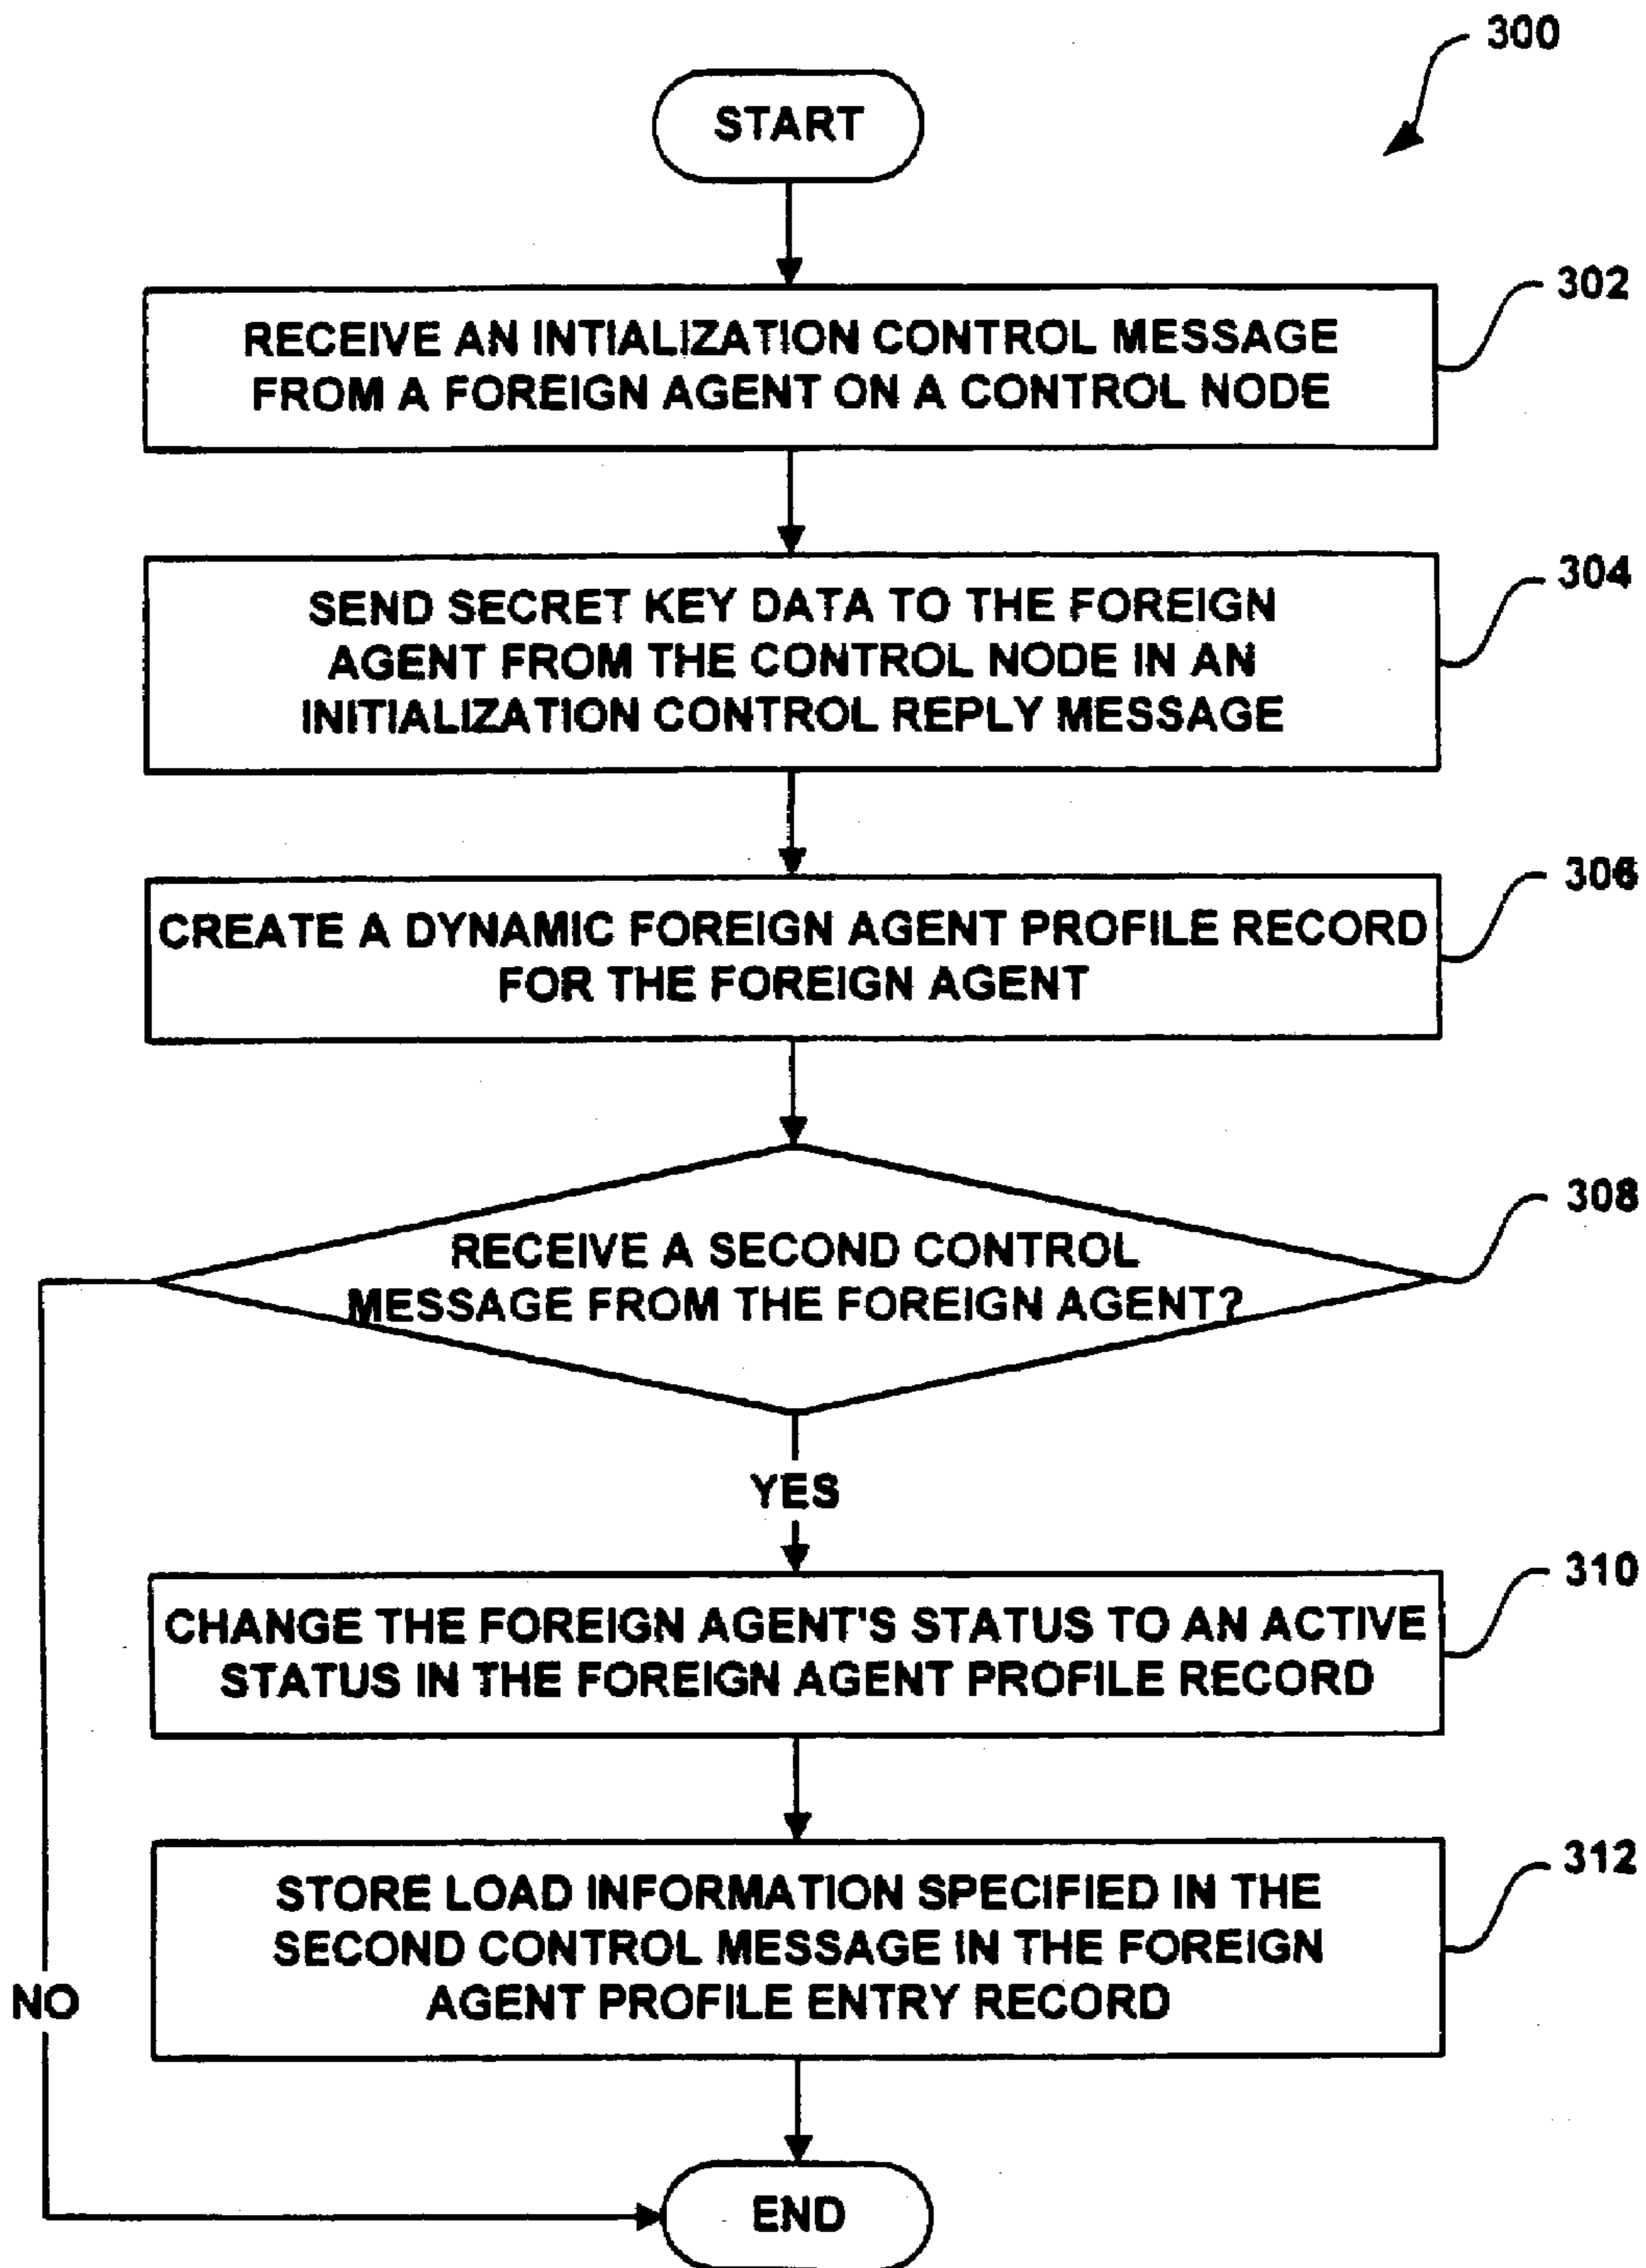 300
START
302
RECEIVE AN INTIALIZATION CONTROL MESSAGE
FROM A FOREIGN AGENT ON A CONTROL NODE
304
SEND SECRET KEY DATA TO THE FOREIGN
AGENT FROM THE CONTROL NODE IN AN
INITIALIZATION CONTROL REPLY MESSAGE
306
CREATE A DYNAMIC FOREIGN AGENT PROFILE RECORD
FOR THE FOREIGN AGENT
308
RECEIVE A SECOND CONTROL
MESSAGE FROM THE FOREIGN AGENT?
YES
310
CHANGE THE FOREIGN AGENT'S STATUS TO AN ACTIVE
STATUS IN THE FOREIGN AGENT PROFILE RECORD
312
STORE LOAD INFORMATION SPECIFIED IN THE
SECOND CONTROL MESSAGE IN THE FOREIGN
AGENT PROFILE ENTRY RECORD
NO
END